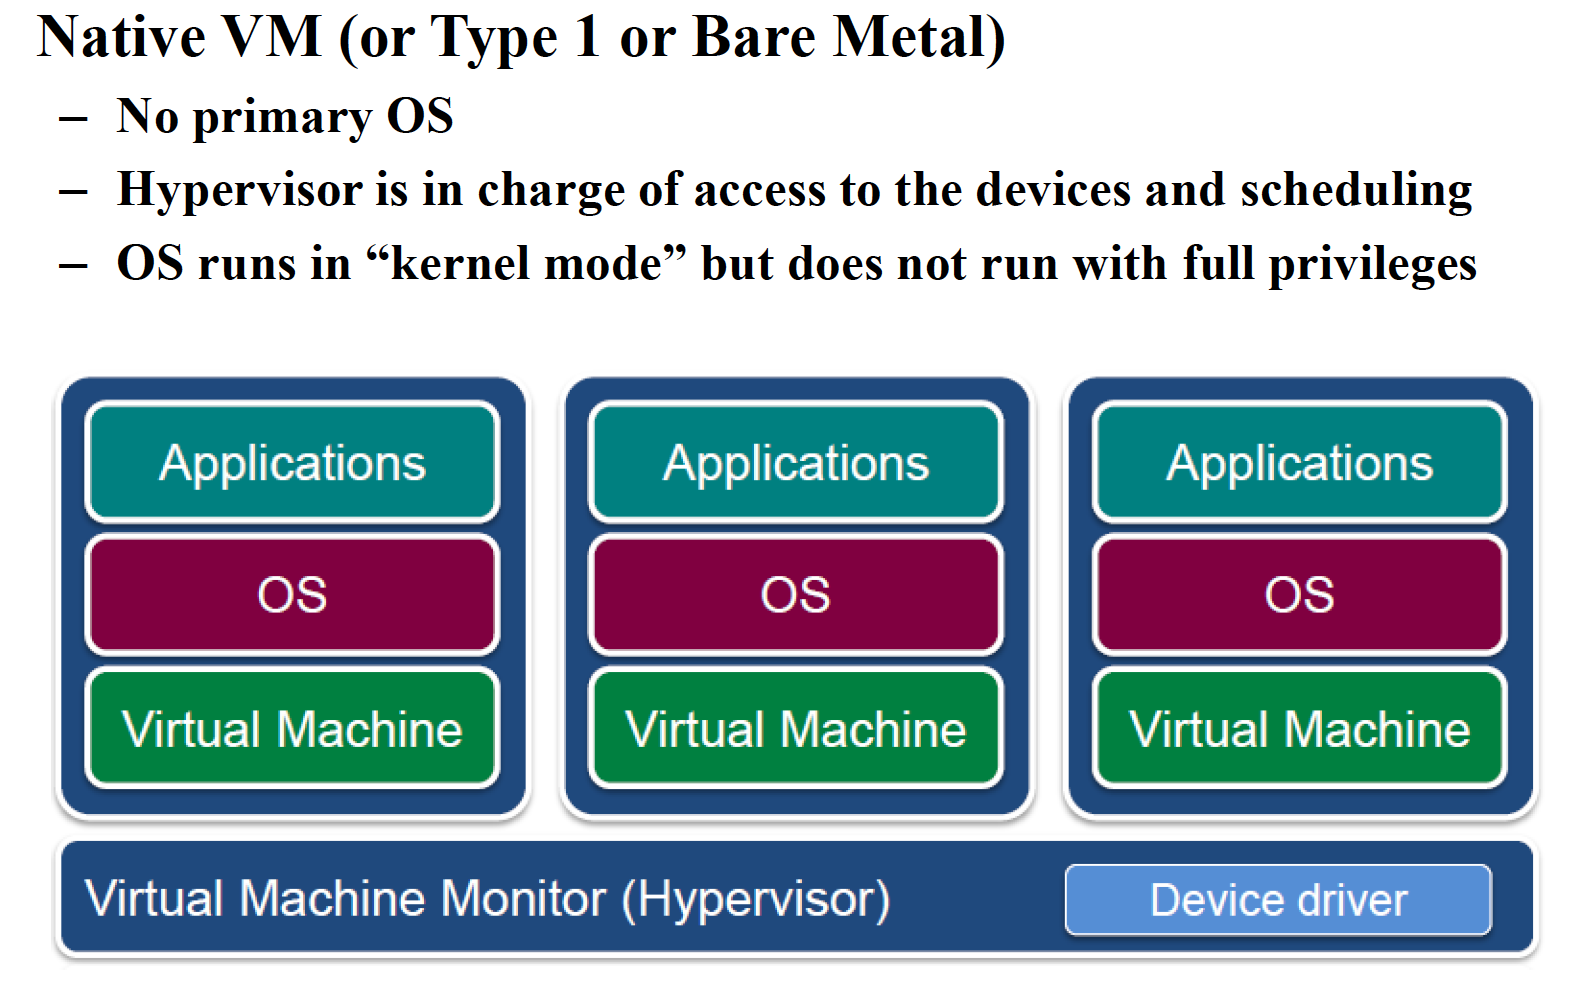 Native VM (or Type 1 or Bare Metal)
– No primary OS
– Hypervisor is in charge of access to the devices and scheduling
– OS runs in “kernel mode” but does not run with full privileges
Applications Applications Applications
OS OS OS
Virtual Machine Virtual Machine Virtual Machine
Virtual Machine Monitor (Hypervisor) Device driver